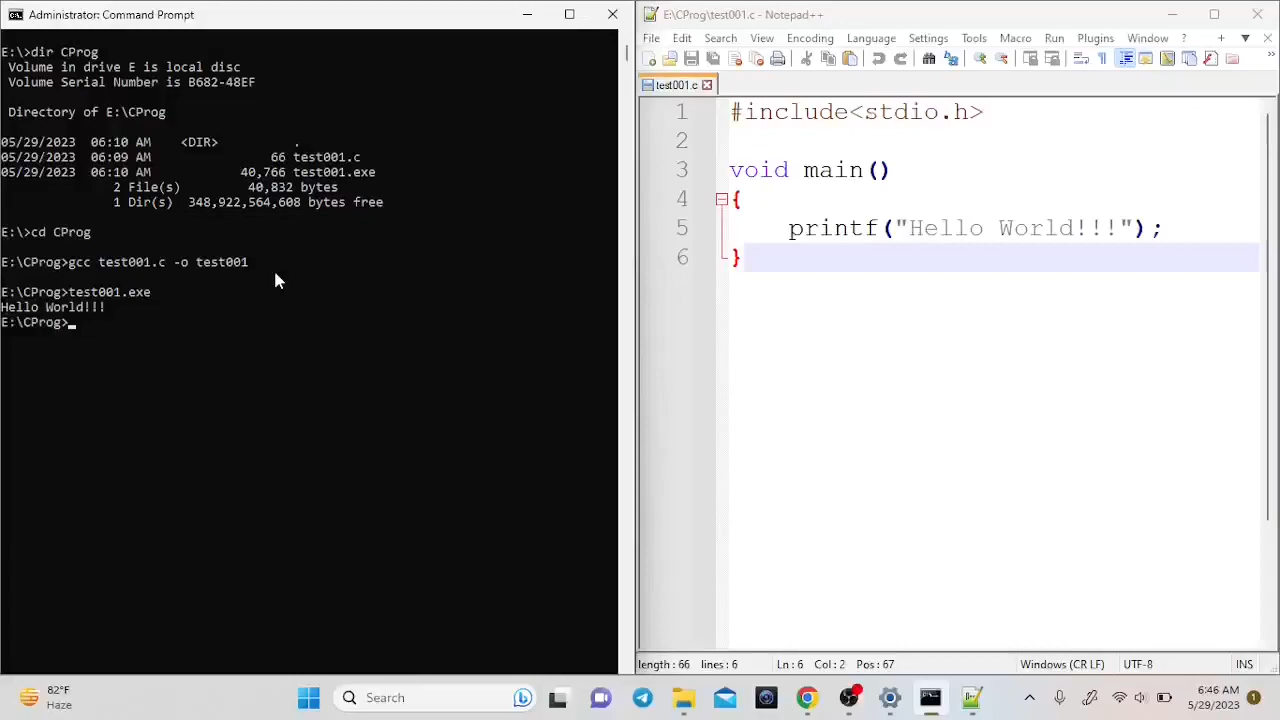 Administrator: Command Prompt
E:\>dir CProg
Volume in drive E is local disc
Volume Serial Number is B682-48EF
Directory of E:\CProg
05/29/2023 06:10 AM <DIR> .
05/29/2023 06:09 AM 66 test001.c
05/29/2023 06:10 AM 40,766 test001.exe
2 File(s) 40,832 bytes
1 Dir(s) 348,922,564,608 bytes free
E:\>cd CProg
E:\CProg>gcc test001.c -o test001
E:\CProg>test001.exe
Hello World!!!
E:\CProg>
E:\CProg\test001.c - Notepad++
File Edit Search View Encoding Language Settings Tools Macro Run Plugins Window ?
test001.c
1 #include<stdio.h>
2
3 void main()
4 {
5 printf("Hello World!!!");
6 }
length : 66 lines : 6 Ln : 6 Col : 2 Pos : 67 Windows (CR LF) UTF-8 INS
82°F
Haze
Search
6:46 AM
5/29/2023
1